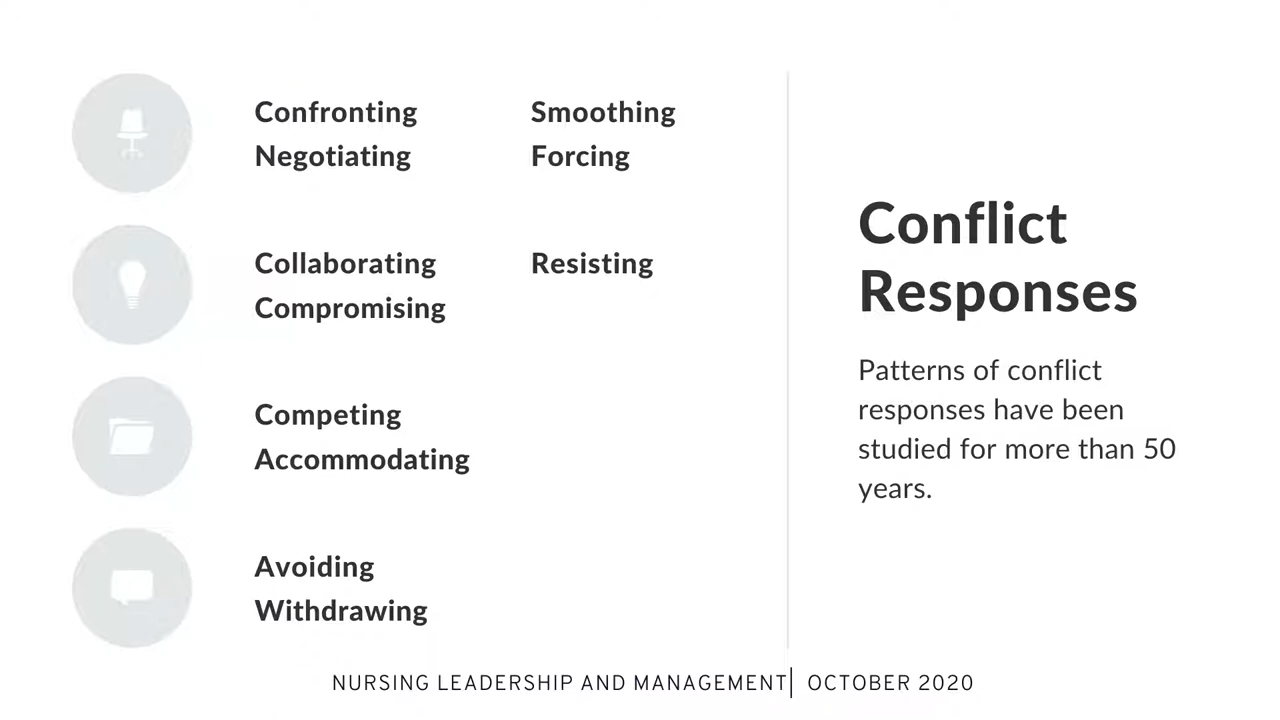 Confronting
Negotiating
Smoothing
Forcing
Collaborating
Compromising
Resisting
Competing
Accommodating
Avoiding
Withdrawing
Conflict
Responses
Patterns of conflict
responses have been
studied for more than 50
years.
NURSING LEADERSHIP AND MANAGEMENT| OCTOBER 2020